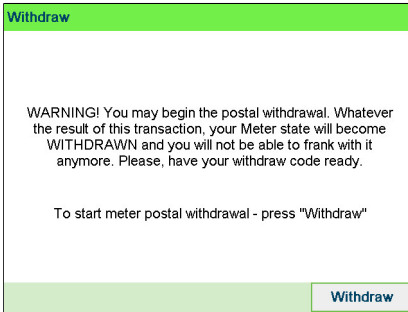 Withdraw
WARNING! You may begin the postal withdrawal. Whatever
the result of this transaction, your Meter state will become
WITHDRAWN and you will not be able to frank with it
anymore. Please, have your withdraw code ready.
To start meter postal withdrawal - press "Withdraw"
Withdraw